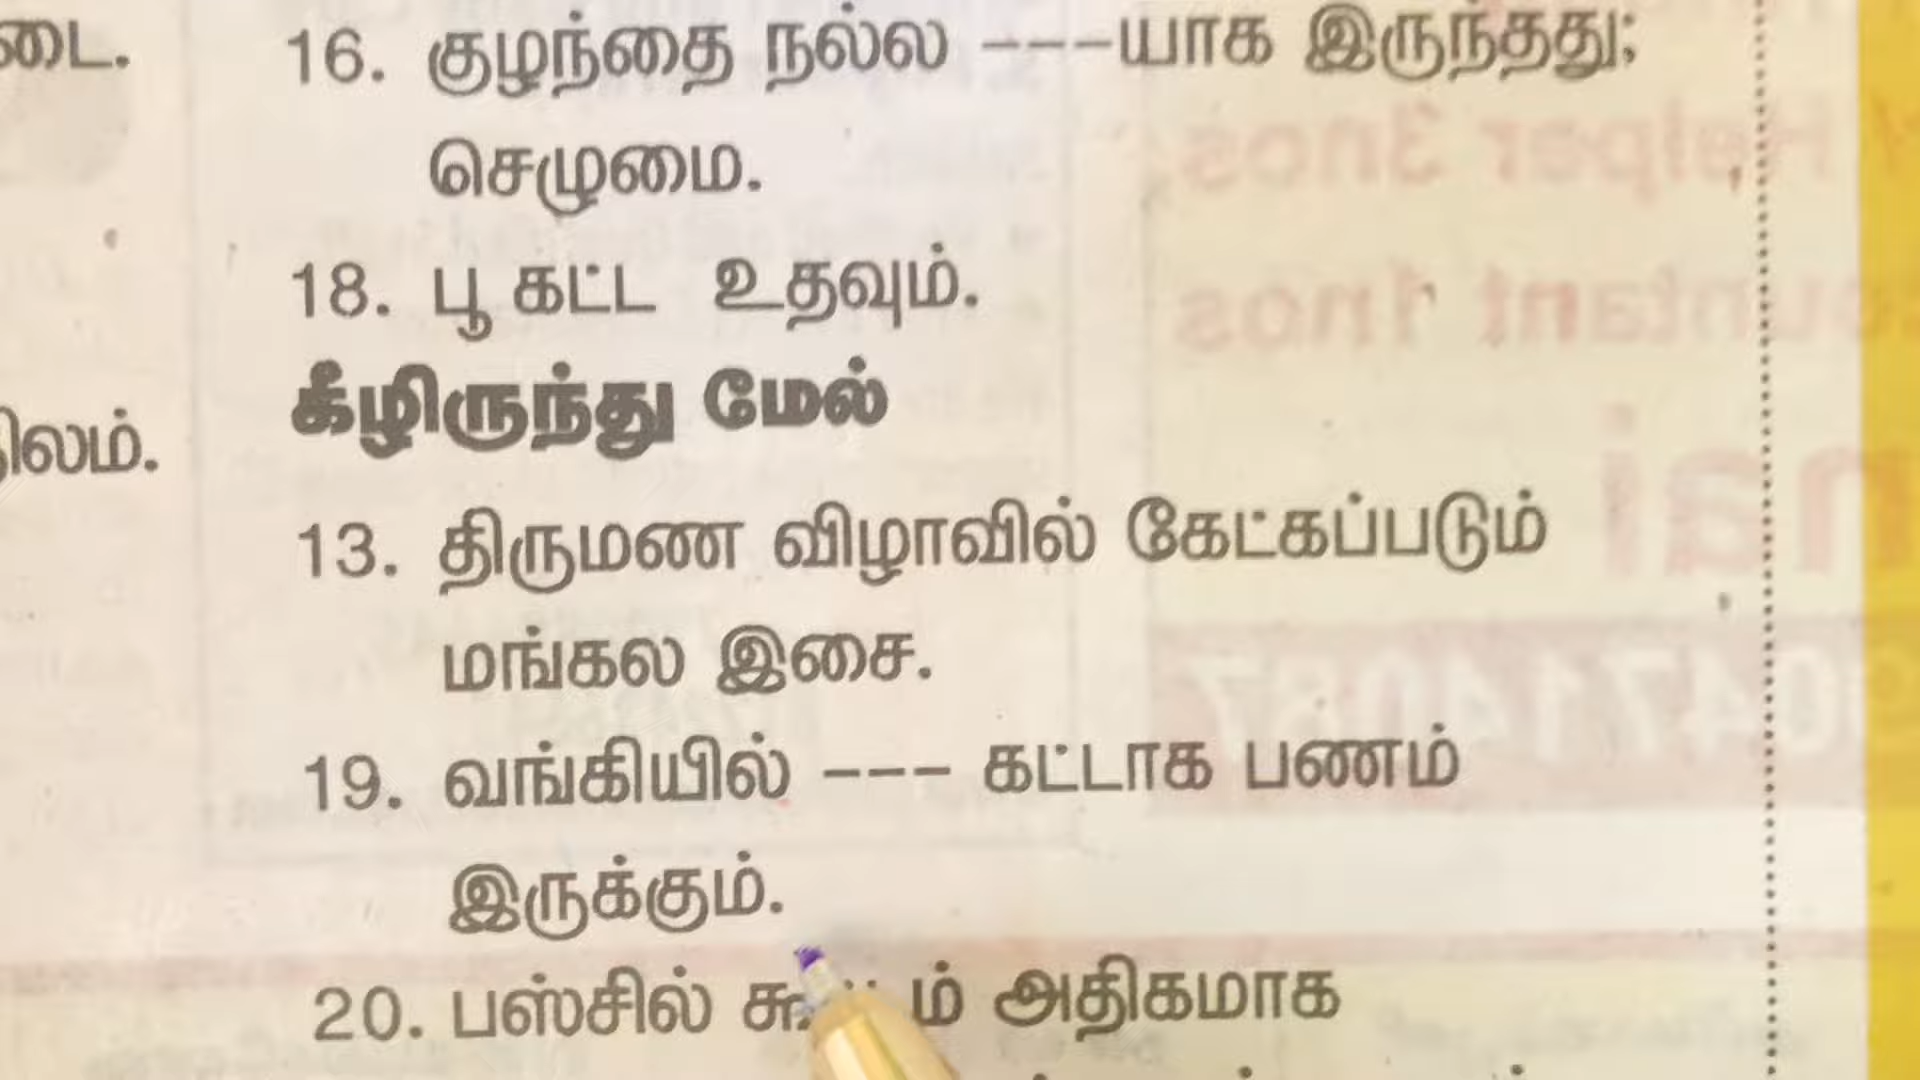 டை.
16. குழந்தை நல்ல ---யாக இருந்தது;
செழுமை.
18. பூ கட்ட உதவும்.
கீழிருந்து மேல்
நிலம்.
13. திருமண விழாவில் கேட்கப்படும்
மங்கல இசை.
19. வங்கியில் --- கட்டாக பணம்
இருக்கும்.
20. பஸ்சில் அதிகமாக